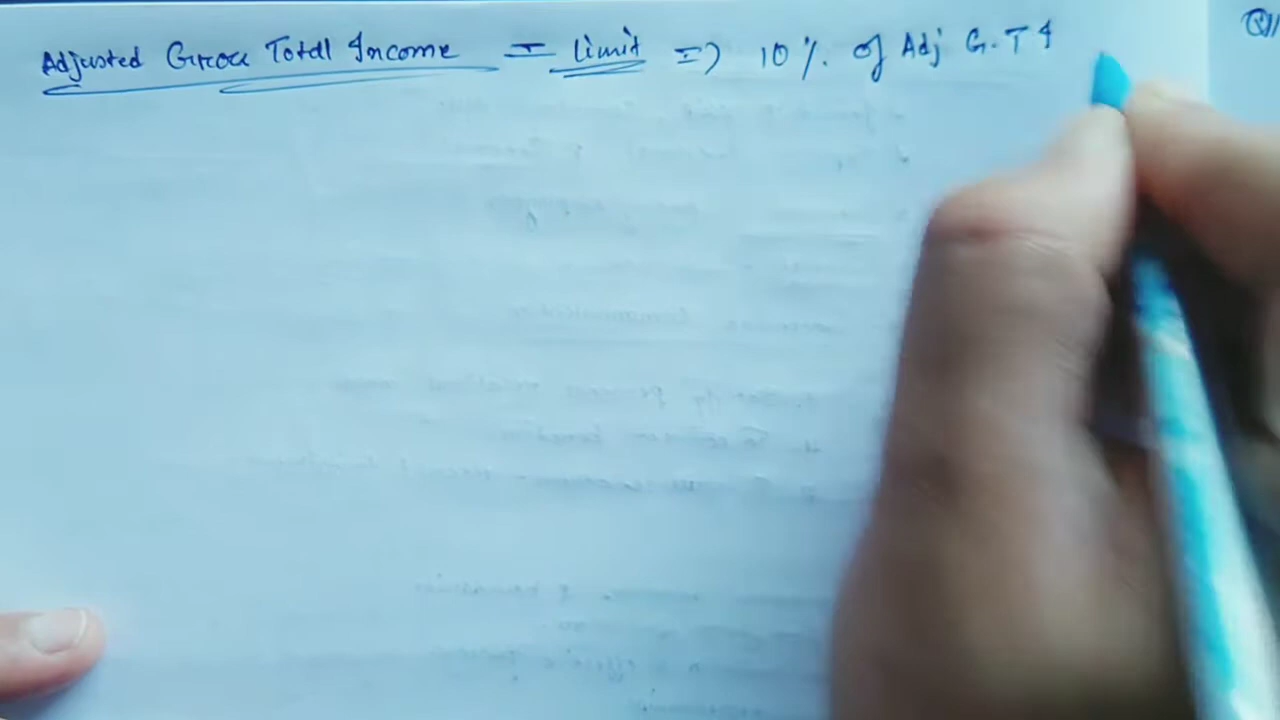 Adjusted Gross Total Income = limit => 10% of Adj G.T I
Q